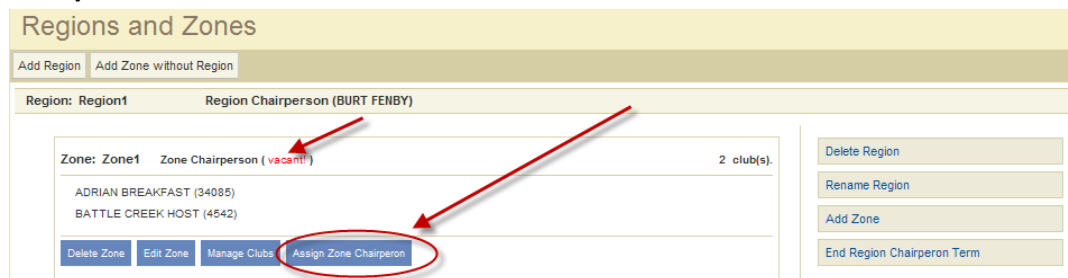 Regions and Zones
Add Region Add Zone without Region
Region: Region1 Region Chairperson (BURT FENBY)
Zone: Zone1 Zone Chairperson ( vacant! ) 2 club(s).
ADRIAN BREAKFAST (34085)
BATTLE CREEK HOST (4542)
Delete Zone Edit Zone Manage Clubs Assign Zone Chairperon
Delete Region
Rename Region
Add Zone
End Region Chairperon Term